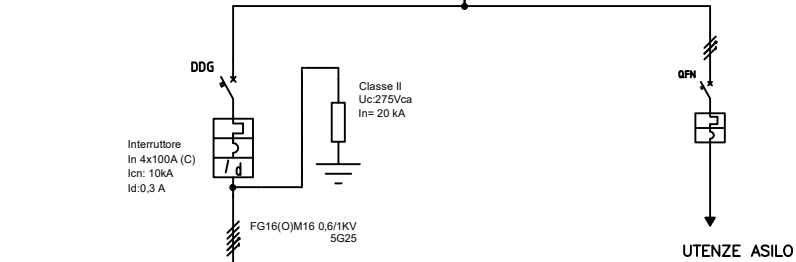 DDG
QFN
Classe II
Uc:275Vca
In= 20 kA
Interruttore
In 4x100A (C)
Icn: 10kA
Id:0,3 A
Id
FG16(O)M16 0,6/1KV
5G25
UTENZE ASILO